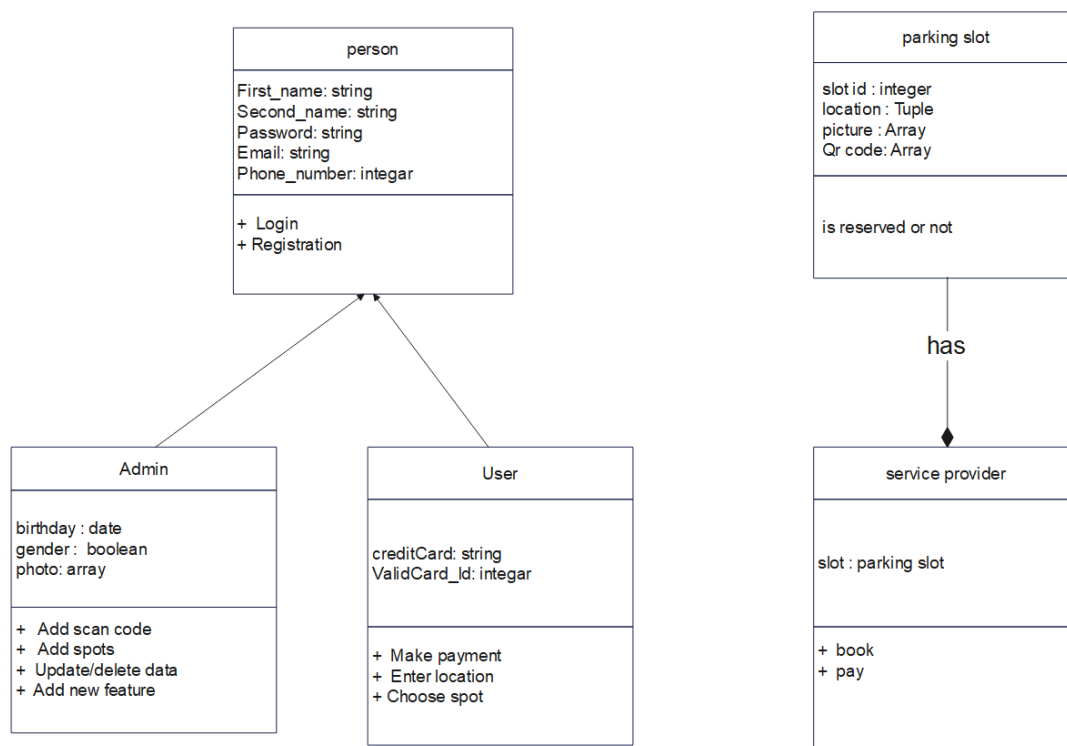 person
First_name: string
Second_name: string
Password: string
Email: string
Phone_number: integar
+ Login
+ Registration
parking slot
slot id : integer
location : Tuple
picture : Array
Qr code: Array
is reserved or not
has
Admin
birthday : date
gender : boolean
photo: array
+ Add scan code
+ Add spots
+ Update/delete data
+ Add new feature
User
creditCard: string
ValidCard_Id: integar
+ Make payment
+ Enter location
+ Choose spot
service provider
slot : parking slot
+ book
+ pay